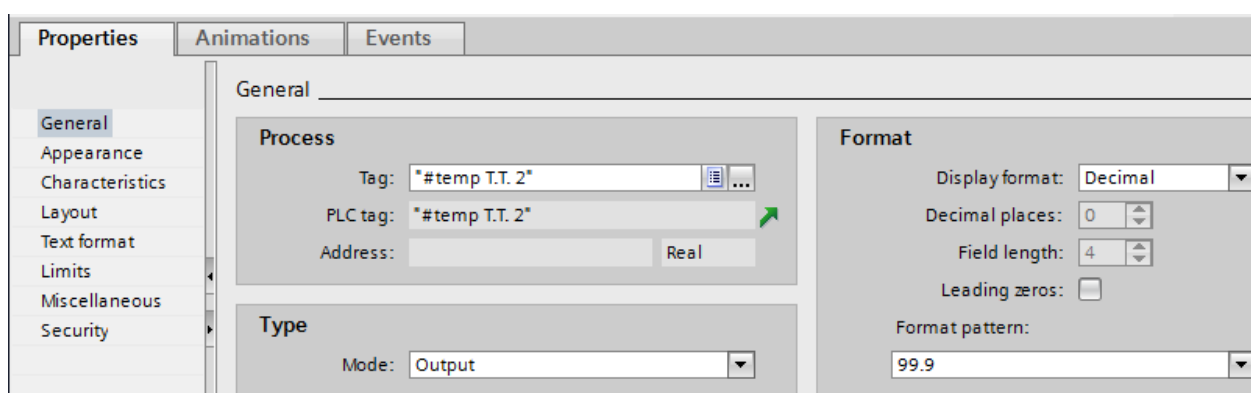 Properties Animations Events
General
General
Appearance
Characteristics
Layout
Text format
Limits
Miscellaneous
Security
Process
Tag: "#temp T.T. 2" ...
PLC tag: "#temp T.T. 2"
Address: Real
Type
Mode: Output
Format
Display format: Decimal
Decimal places: 0
Field length: 4
Leading zeros:
Format pattern:
99.9